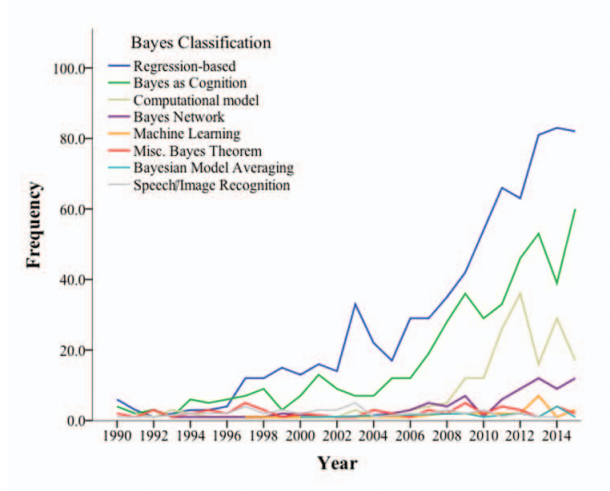 Bayes Classification
Regression-based
Bayes as Cognition
Computational model
Bayes Network
Machine Learning
Misc. Bayes Theorem
Bayesian Model Averaging
Speech/Image Recognition
100.0
80.0
60.0
40.0
20.0
0.0
Frequency
1990 1992 1994 1996 1998 2000 2002 2004 2006 2008 2010 2012 2014
Year